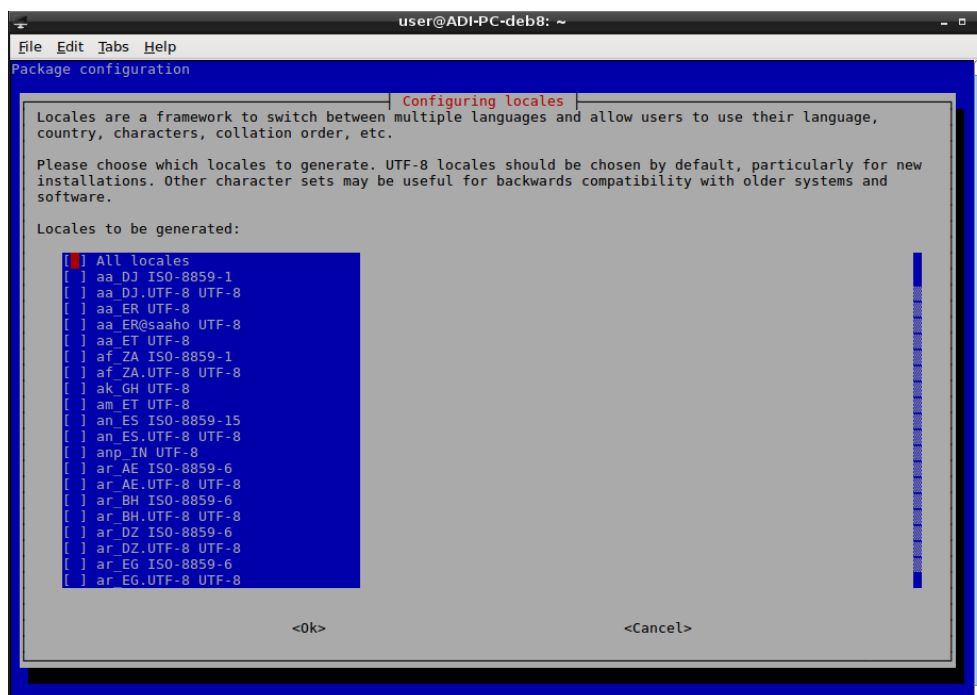 user@ADI-PC-deb8: ~
File Edit Tabs Help
Package configuration
Configuring locales
Locales are a framework to switch between multiple languages and allow users to use their language,
country, characters, collation order, etc.
Please choose which locales to generate. UTF-8 locales should be chosen by default, particularly for new
installations. Other character sets may be useful for backwards compatibility with older systems and
software.
Locales to be generated:
[ ] All locales
[ ] aa_DJ ISO-8859-1
[ ] aa_DJ.UTF-8 UTF-8
[ ] aa_ER UTF-8
[ ] aa_ER@saaho UTF-8
[ ] aa_ET UTF-8
[ ] af_ZA ISO-8859-1
[ ] af_ZA.UTF-8 UTF-8
[ ] ak_GH UTF-8
[ ] am_ET UTF-8
[ ] an_ES ISO-8859-15
[ ] an_ES.UTF-8 UTF-8
[ ] anp_IN UTF-8
[ ] ar_AE ISO-8859-6
[ ] ar_AE.UTF-8 UTF-8
[ ] ar_BH ISO-8859-6
[ ] ar_BH.UTF-8 UTF-8
[ ] ar_DZ ISO-8859-6
[ ] ar_DZ.UTF-8 UTF-8
[ ] ar_EG ISO-8859-6
[ ] ar_EG.UTF-8 UTF-8
<Ok> <Cancel>